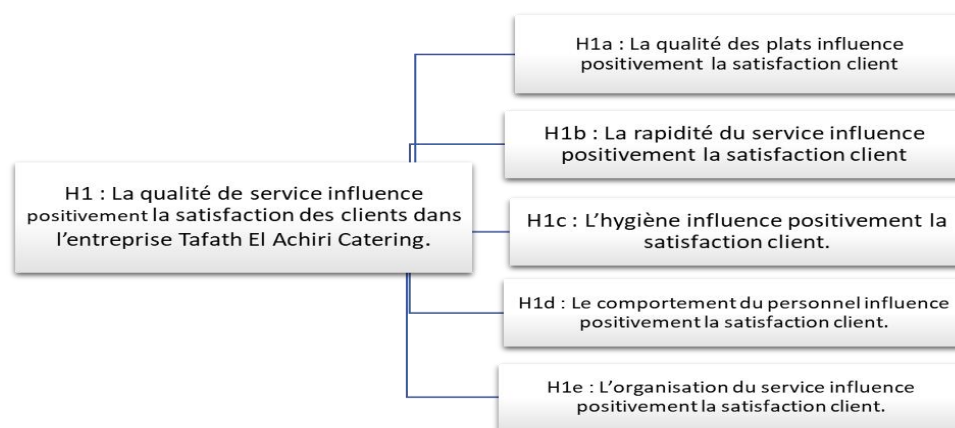 H1 : La qualité de service influence
positivement la satisfaction des clients dans
l’entreprise Tafath El Achiri Catering.
H1a : La qualité des plats influence
positivement la satisfaction client
H1b : La rapidité du service influence
positivement la satisfaction client
H1c : L’hygiène influence positivement la
satisfaction client.
H1d : Le comportement du personnel influence
positivement la satisfaction client.
H1e : L’organisation du service influence
positivement la satisfaction client.